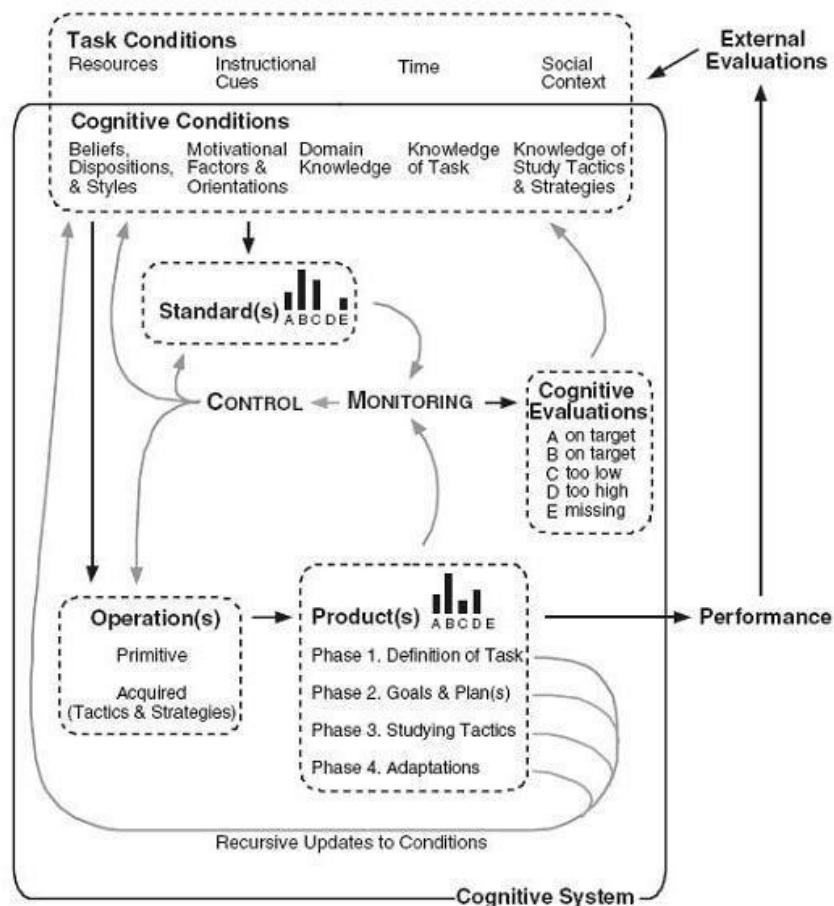 Task Conditions
Resources
Instructional
Cues
Time
Social
Context
External
Evaluations
Cognitive Conditions
Beliefs,
Dispositions,
& Styles
Motivational
Factors &
Orientations
Domain
Knowledge
Knowledge
of Task
Knowledge of
Study Tactics
& Strategies
Standard(s)
A B C D E
CONTROL
MONITORING
Cognitive
Evaluations
A on target
B on target
C too low
D too high
E missing
Operation(s)
Primitive
Acquired
(Tactics & Strategies)
Product(s)
A B C D E
Phase 1. Definition of Task
Phase 2. Goals & Plan(s)
Phase 3. Studying Tactics
Phase 4. Adaptations
Performance
Recursive Updates to Conditions
Cognitive System